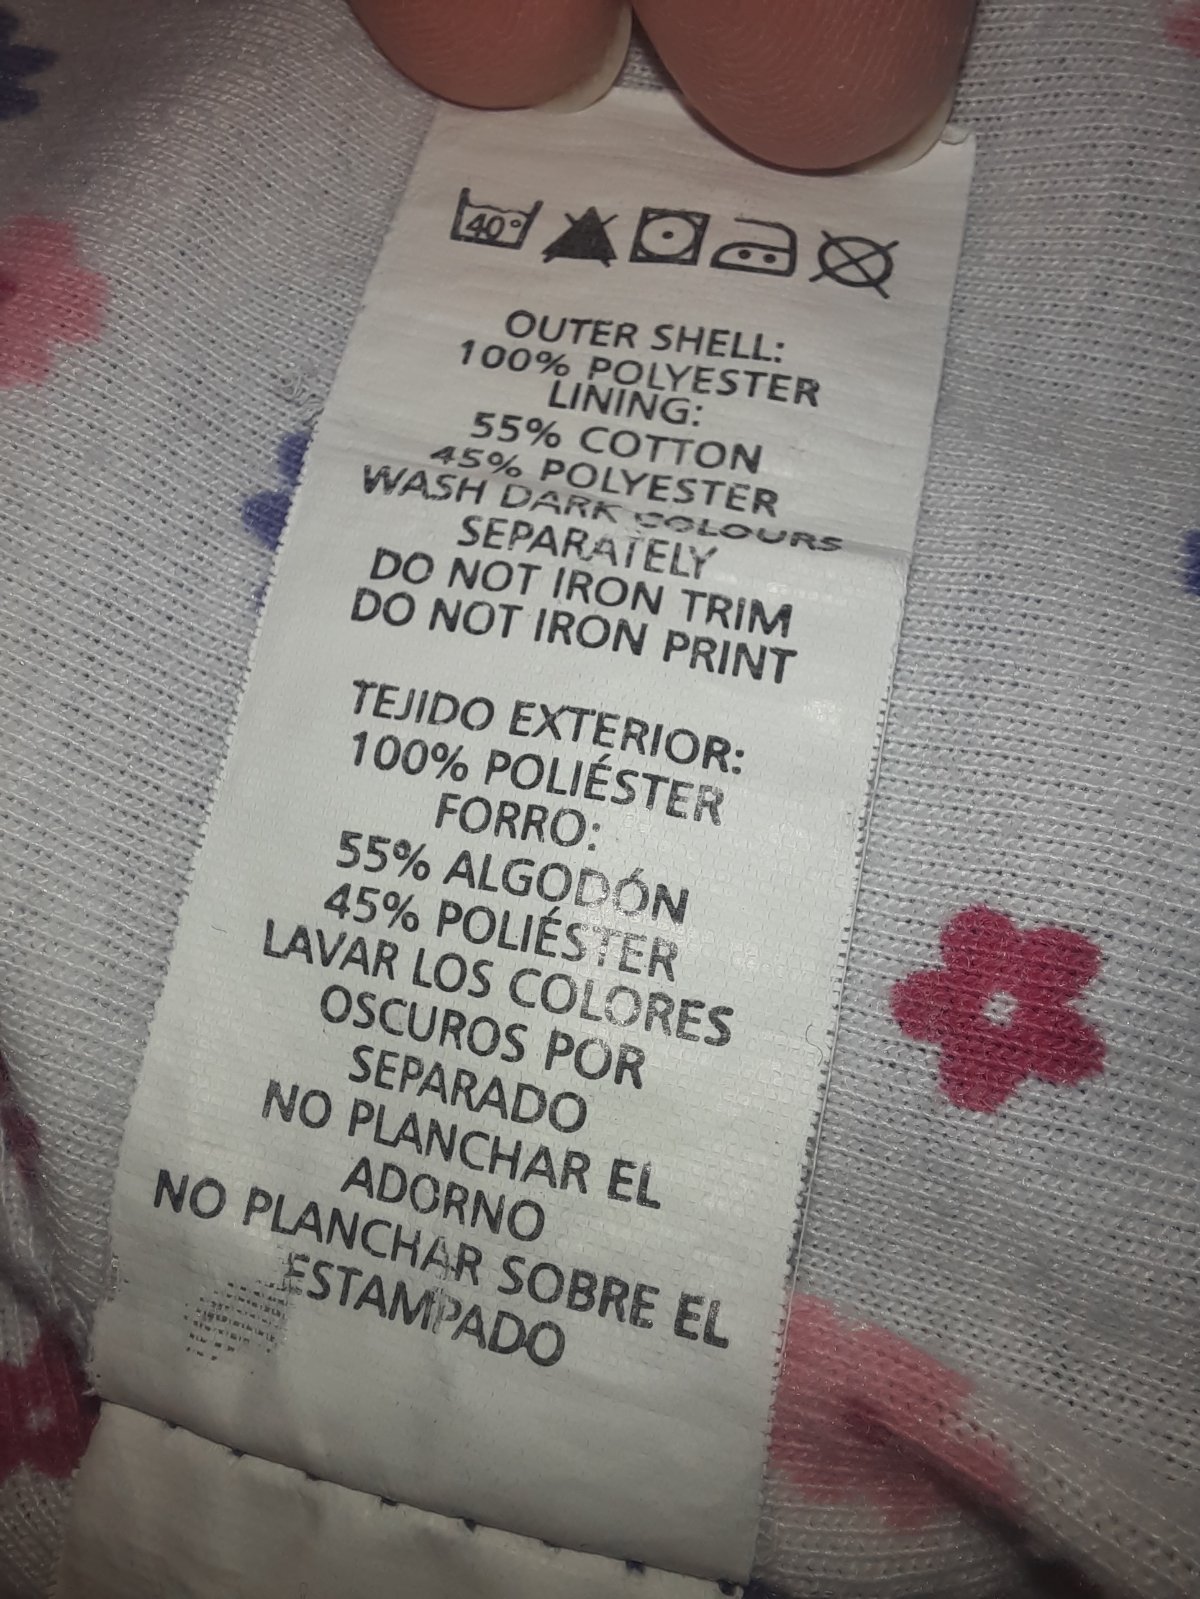 40°
OUTER SHELL:
100% POLYESTER
LINING:
55% COTTON
45% POLYESTER
WASH DARK COLOURS
SEPARATELY
DO NOT IRON TRIM
DO NOT IRON PRINT
TEJIDO EXTERIOR:
100% POLIÉSTER
FORRO:
55% ALGODÓN
45% POLIÉSTER
LAVAR LOS COLORES
OSCUROS POR
SEPARADO
NO PLANCHAR EL
ADORNO
NO PLANCHAR SOBRE EL
ESTAMPADO